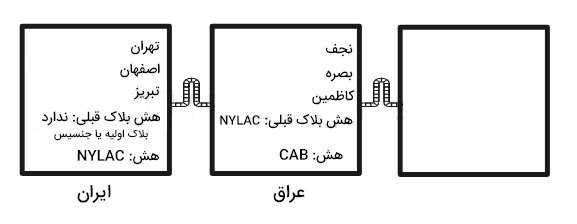 تهران
اصفهان
تبریز
هش بلاک قبلی: ندارد
بلاک اولیه یا جنسیس
هش: NYLAC
ایران
نجف
بصره
کاظمین
هش بلاک قبلی: NYLAC
هش: CAB
عراق